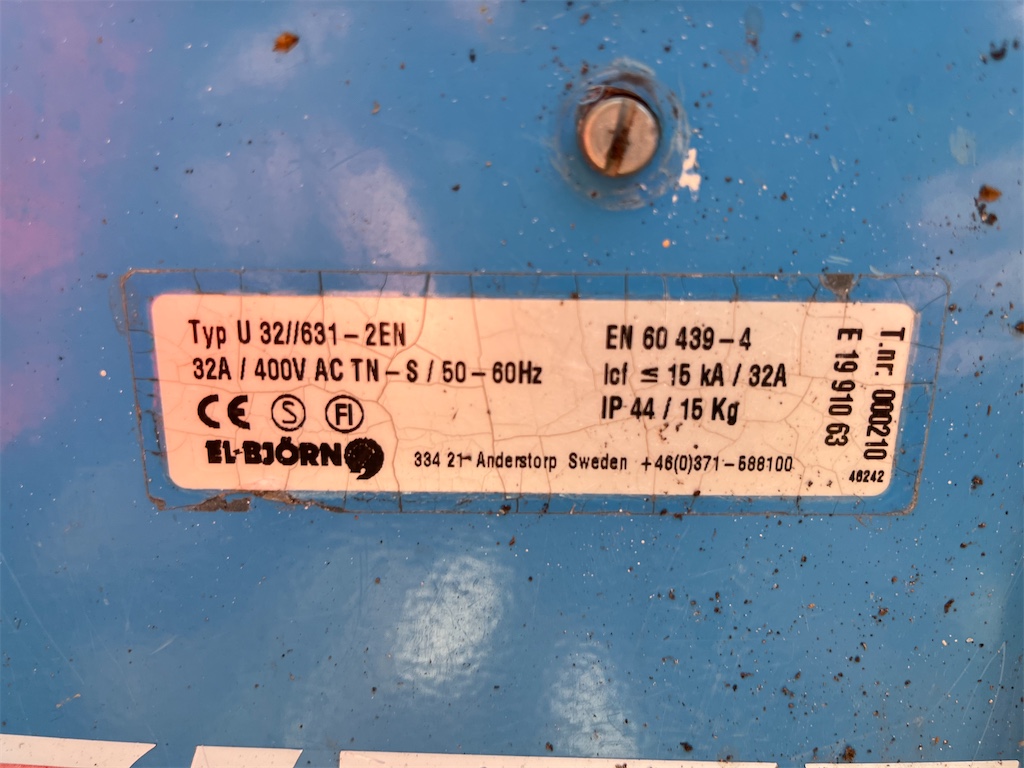 Typ U 32//631-2EN
32A / 400V AC TN-S / 50-60Hz
CE S FI
EL-BJÖRN
EN 60 439-4
Icf ≤ 15 kA / 32A
IP 44 / 15 Kg
334 21 Anderstorp Sweden +46(0)371-588100
T.nr. 000210
E 19 910 63
46242